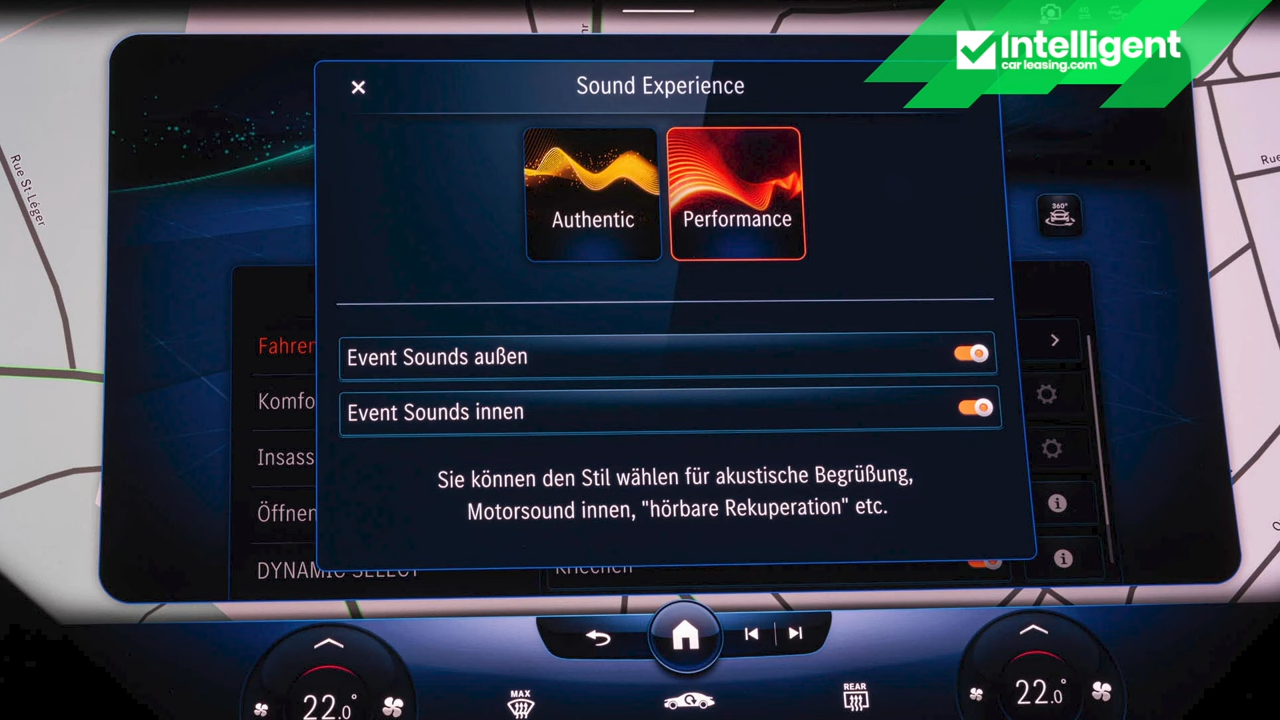 Intelligent
carleasing.com
Sound Experience
Rue St-Léger
Rue
360°
Authentic
Performance
Fahren
Event Sounds außen
Komfo
Event Sounds innen
Insass
Sie können den Stil wählen für akustische Begrüßung,
Motorsound innen, "hörbare Rekuperation" etc.
Öffnen
DYNAMIC SELECT
Kriechen
22.0°
MAX
REAR
22.0°